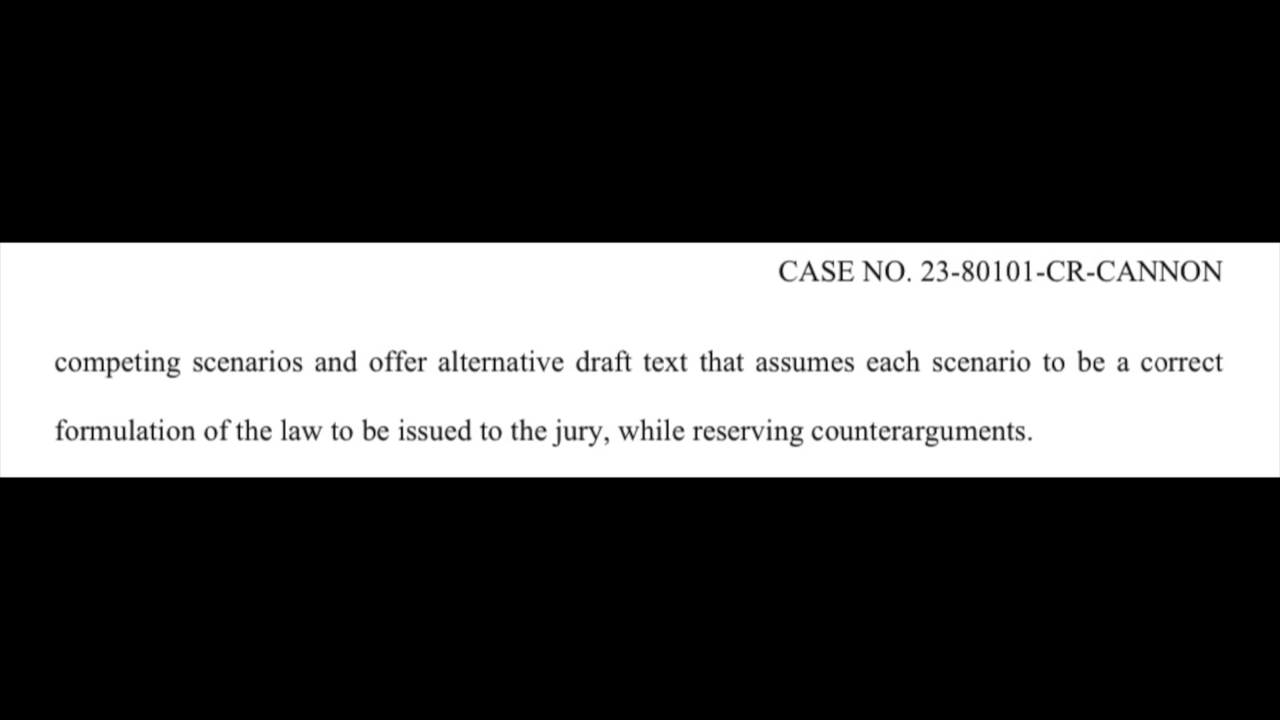 CASE NO. 23-80101-CR-CANNON
competing scenarios and offer alternative draft text that assumes each scenario to be a correct
formulation of the law to be issued to the jury, while reserving counterarguments.